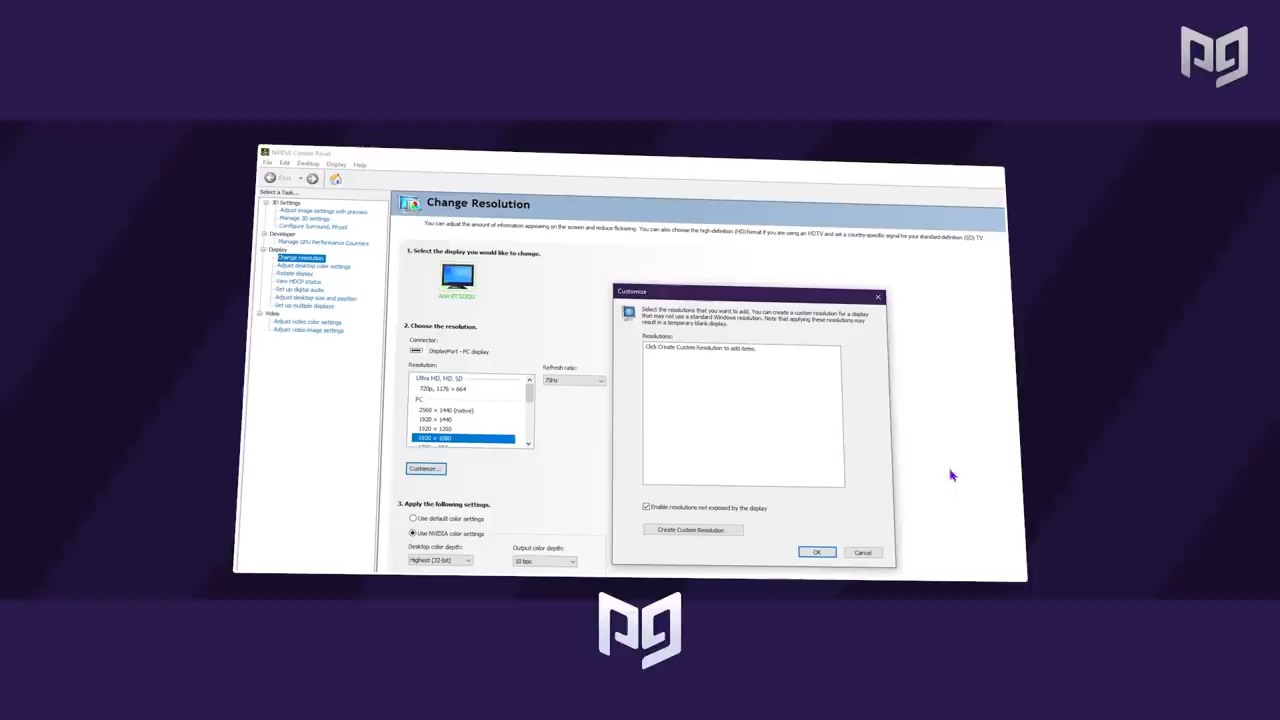 pg
NVIDIA Control Panel
File Edit Desktop Display Help
Back
Select a Task...
3D Settings
Adjust image settings with preview
Manage 3D settings
Configure Surround, PhysX
Developer
Manage GPU Performance Counters
Display
Change resolution
Adjust desktop color settings
Rotate display
View HDCP status
Set up digital audio
Adjust desktop size and position
Set up multiple displays
Video
Adjust video color settings
Adjust video image settings
Change Resolution
You can adjust the amount of information appearing on the screen and reduce flickering. You can also choose the high-definition (HD) format if you are using an HDTV and set a country-specific signal for your standard-definition (SD) TV
1. Select the display you would like to change.
Acer ET322QU
2. Choose the resolution.
Connector:
DisplayPort - PC display
Resolution:
Refresh rate:
75Hz
Ultra HD, HD, SD
720p, 1176 × 664
PC
2560 × 1440 (native)
1920 × 1440
1920 × 1200
1920 × 1080
Customize...
3. Apply the following settings.
Use default color settings
Use NVIDIA color settings
Desktop color depth:
Output color depth:
Highest (32-bit)
10 bpc
Customize
Select the resolutions that you want to add. You can create a custom resolution for a display
that may not use a standard Windows resolution. Note that applying these resolutions may
result in a temporary blank display.
Resolutions:
Click Create Custom Resolution to add items.
Enable resolutions not exposed by the display
Create Custom Resolution...
OK
Cancel
pg